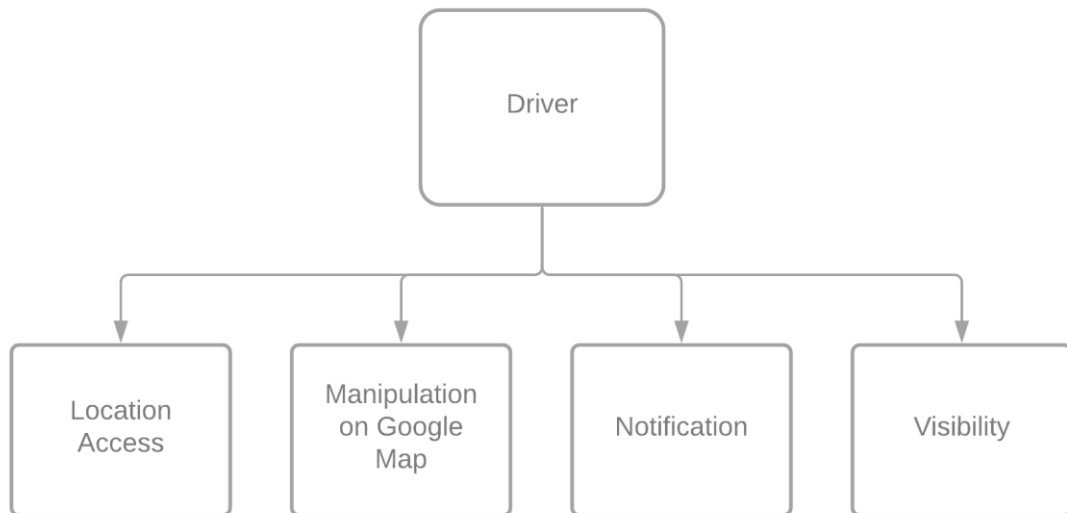 Driver
Location
Access
Manipulation
on Google
Map
Notification
Visibility